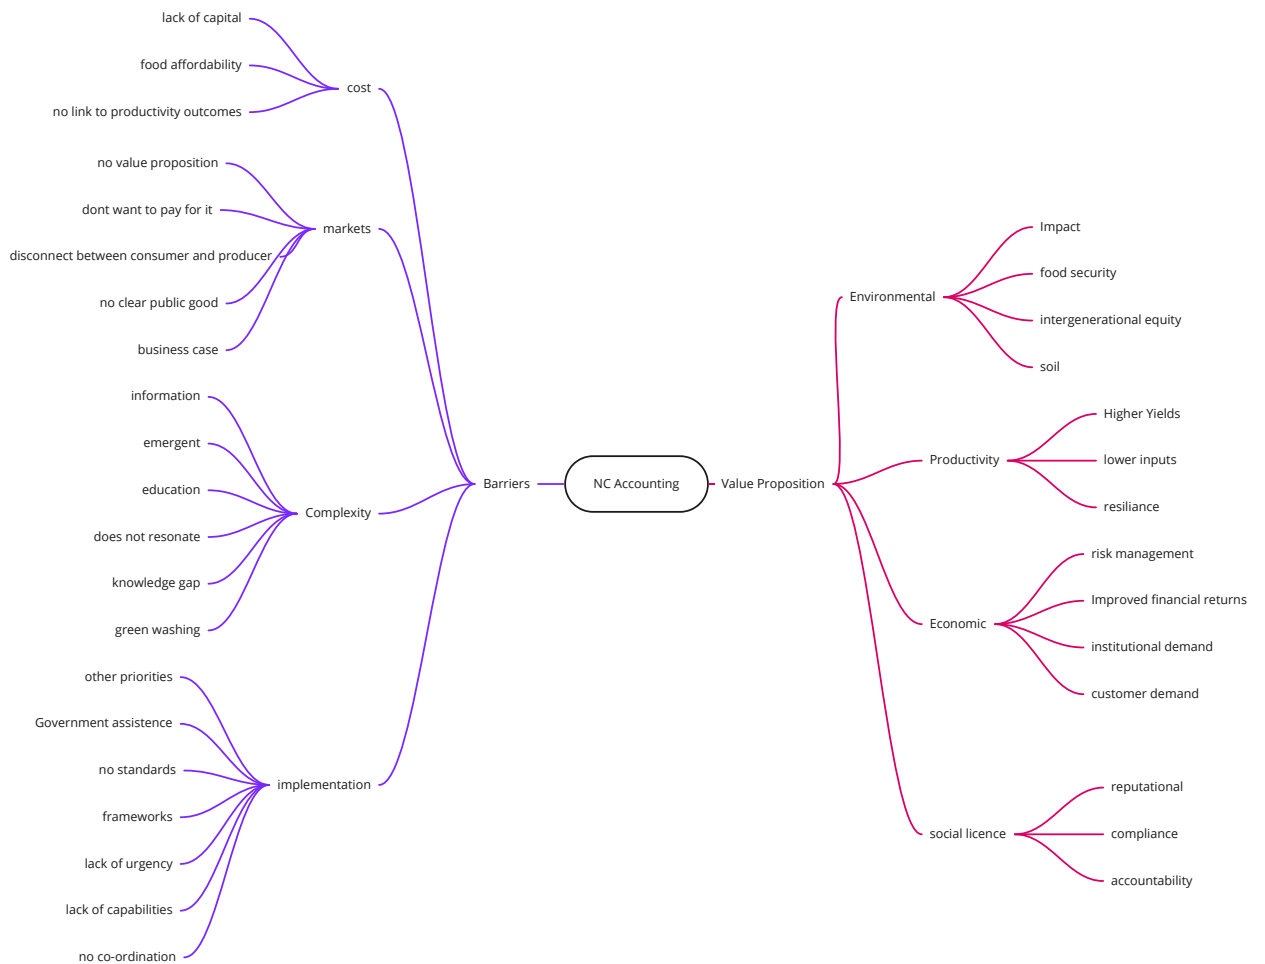 lack of capital
food affordability
no link to productivity outcomes
cost
no value proposition
dont want to pay for it
disconnect between consumer and producer
no clear public good
business case
markets
information
emergent
education
does not resonate
knowledge gap
green washing
Complexity
other priorities
Government assistence
no standards
frameworks
lack of urgency
lack of capabilities
no co-ordination
implementation
Barriers
NC Accounting
Value Proposition
Environmental
Impact
food security
intergenerational equity
soil
Productivity
Higher Yields
lower inputs
resiliance
Economic
risk management
Improved financial returns
institutional demand
customer demand
social licence
reputational
compliance
accountability